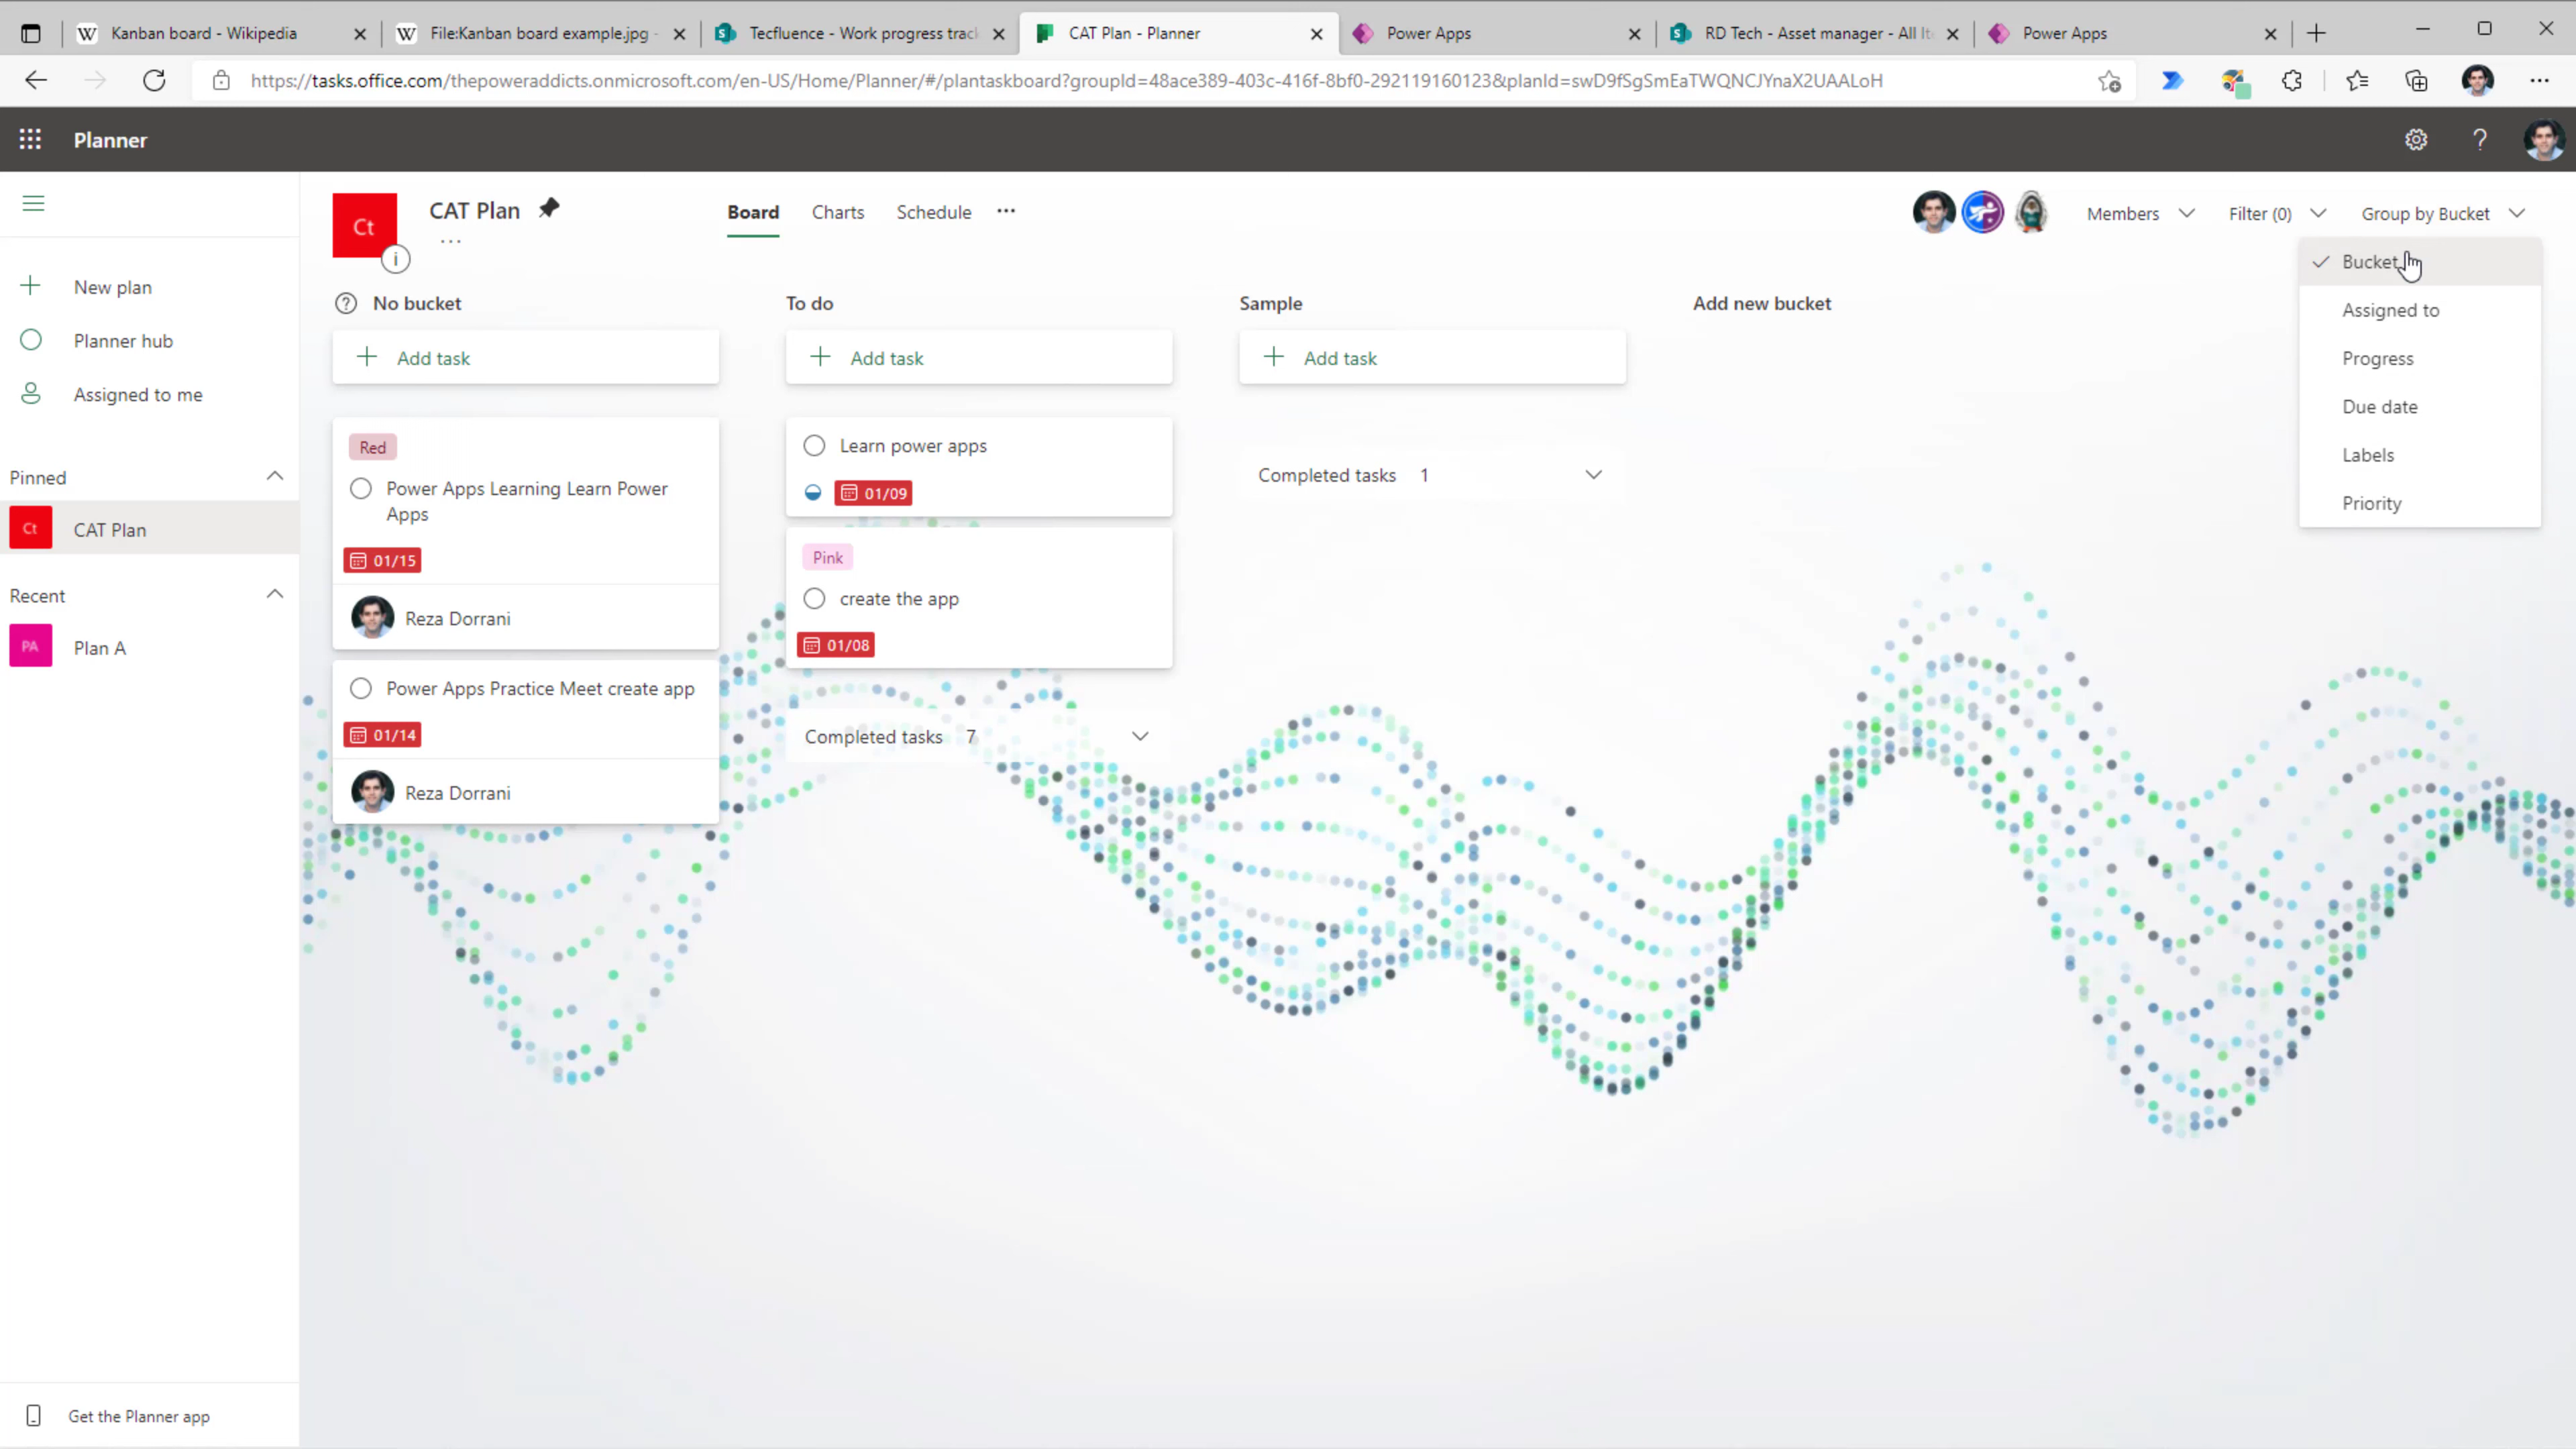 Kanban board - Wikipedia
File:Kanban board example.jpg -
Tecfluence - Work progress track
CAT Plan - Planner
Power Apps
RD Tech - Asset manager - All It
Power Apps
https://tasks.office.com/thepoweraddicts.onmicrosoft.com/en-US/Home/Planner/#/plantaskboard?groupId=48ace389-403c-416f-8bf0-292119160123&planId=swD9fSgSmEaTWQNCJYnaX2UAALoH
Planner
Ct
CAT Plan
Board
Charts
Schedule
Members
Filter (0)
Group by Bucket
Bucket
Assigned to
Progress
Due date
Labels
Priority
New plan
Planner hub
Assigned to me
Pinned
Ct
CAT Plan
Recent
PA
Plan A
Get the Planner app
No bucket
Add task
Red
Power Apps Learning Learn Power
Apps
01/15
Reza Dorrani
Power Apps Practice Meet create app
01/14
Reza Dorrani
To do
Add task
Learn power apps
01/09
Pink
create the app
01/08
Completed tasks 7
Sample
Add task
Completed tasks 1
Add new bucket